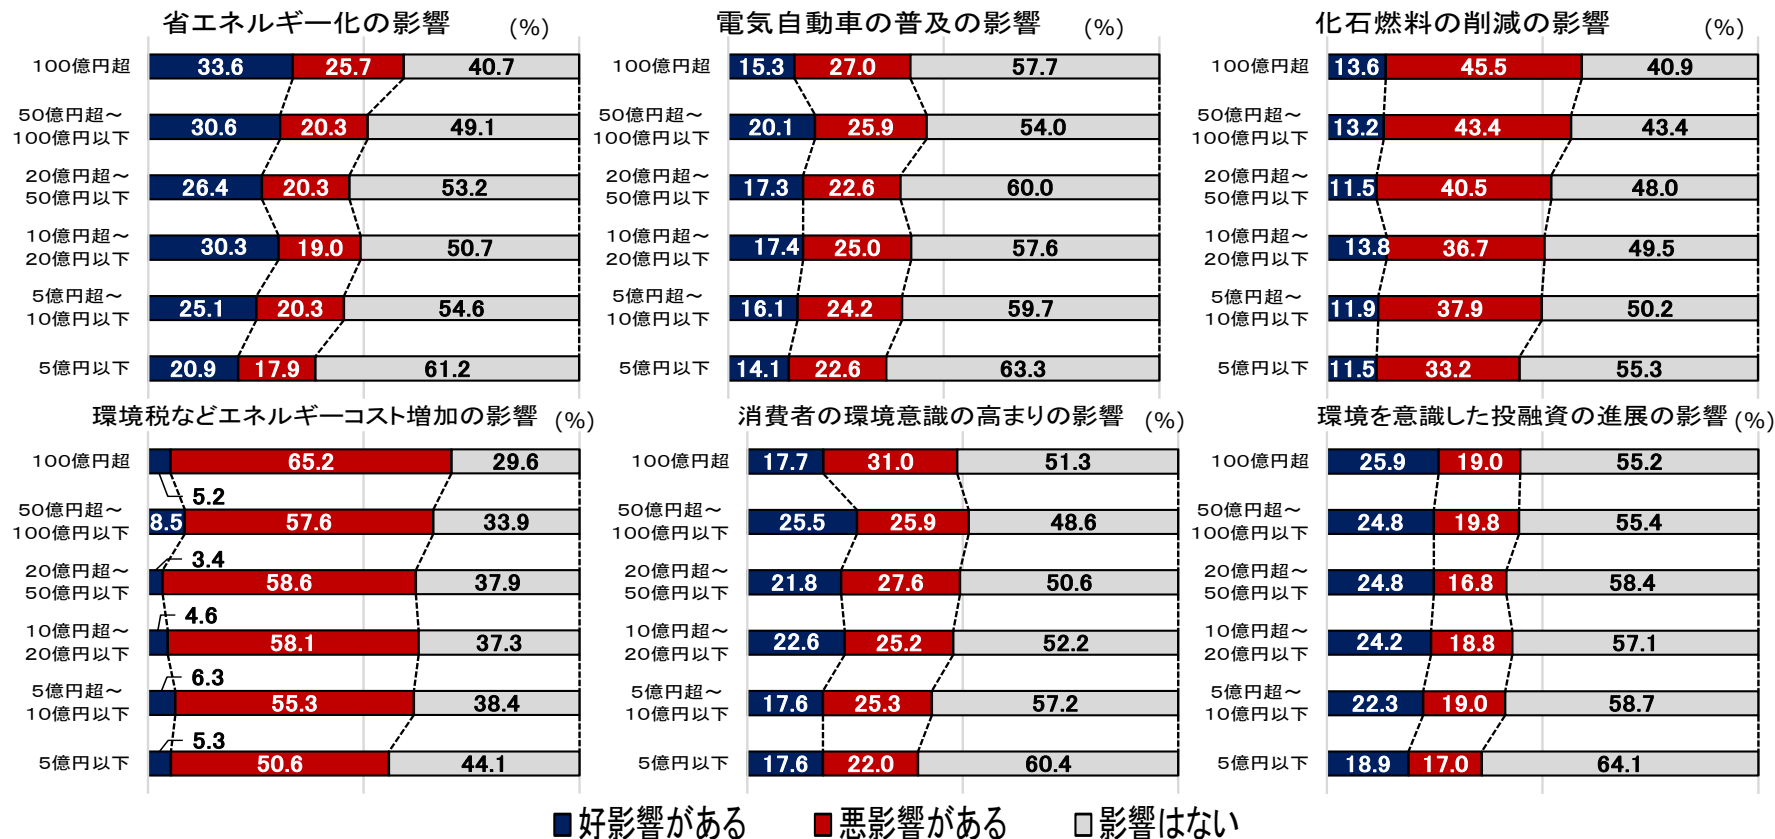 省エネルギー化の影響 (%)
100億円超 33.6 25.7 40.7
50億円超～
100億円以下 30.6 20.3 49.1
20億円超～
50億円以下 26.4 20.3 53.2
10億円超～
20億円以下 30.3 19.0 50.7
5億円超～
10億円以下 25.1 20.3 54.6
5億円以下 20.9 17.9 61.2
電気自動車の普及の影響 (%)
100億円超 15.3 27.0 57.7
50億円超～
100億円以下 20.1 25.9 54.0
20億円超～
50億円以下 17.3 22.6 60.0
10億円超～
20億円以下 17.4 25.0 57.6
5億円超～
10億円以下 16.1 24.2 59.7
5億円以下 14.1 22.6 63.3
化石燃料の削減の影響 (%)
100億円超 13.6 45.5 40.9
50億円超～
100億円以下 13.2 43.4 43.4
20億円超～
50億円以下 11.5 40.5 48.0
10億円超～
20億円以下 13.8 36.7 49.5
5億円超～
10億円以下 11.9 37.9 50.2
5億円以下 11.5 33.2 55.3
環境税などエネルギーコスト増加の影響 (%)
100億円超 65.2 29.6
5.2
50億円超～
100億円以下 8.5 57.6 33.9
3.4
20億円超～
50億円以下 58.6 37.9
4.6
10億円超～
20億円以下 58.1 37.3
6.3
5億円超～
10億円以下 55.3 38.4
5.3
5億円以下 50.6 44.1
消費者の環境意識の高まりの影響 (%)
100億円超 17.7 31.0 51.3
50億円超～
100億円以下 25.5 25.9 48.6
20億円超～
50億円以下 21.8 27.6 50.6
10億円超～
20億円以下 22.6 25.2 52.2
5億円超～
10億円以下 17.6 25.3 57.2
5億円以下 17.6 22.0 60.4
環境を意識した投融資の進展の影響 (%)
100億円超 25.9 19.0 55.2
50億円超～
100億円以下 24.8 19.8 55.4
20億円超～
50億円以下 24.8 16.8 58.4
10億円超～
20億円以下 24.2 18.8 57.1
5億円超～
10億円以下 22.3 19.0 58.7
5億円以下 18.9 17.0 64.1
好影響がある 悪影響がある 影響はない